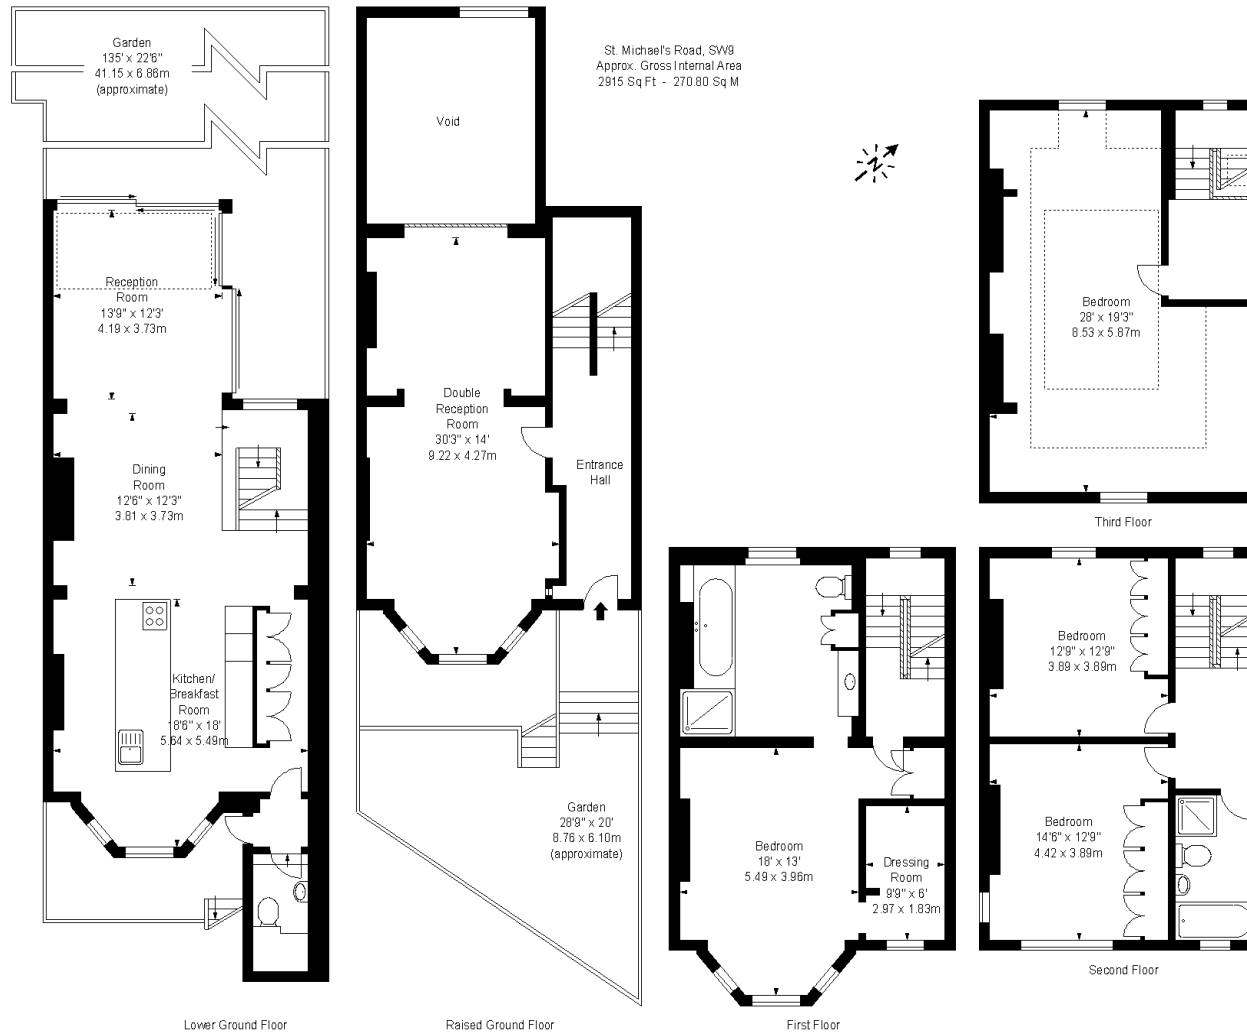 Garden
135' x 22'6"
41.15 x 6.86m
(approximate)
St. Michael's Road, SW9
Approx. Gross Internal Area
2915 Sq Ft - 270.80 Sq M
Void
N
Reception
Room
13'9" x 12'3"
4.19 x 3.73m
Bedroom
28' x 19'3"
8.53 x 5.87m
Double
Reception
Room
30'3" x 14'
9.22 x 4.27m
Entrance
Hall
Dining
Room
12'6" x 12'3"
3.81 x 3.73m
Third Floor
Kitchen/
Breakfast
Room
18'6" x 18'
5.64 x 5.49m
Bedroom
12'9" x 12'9"
3.89 x 3.89m
Garden
28'9" x 20'
8.76 x 6.10m
(approximate)
Bedroom
18' x 13'
5.49 x 3.96m
Dressing
Room
9'9" x 6'
2.97 x 1.83m
Bedroom
14'6" x 12'9"
4.42 x 3.89m
Second Floor
Lower Ground Floor
Raised Ground Floor
First Floor